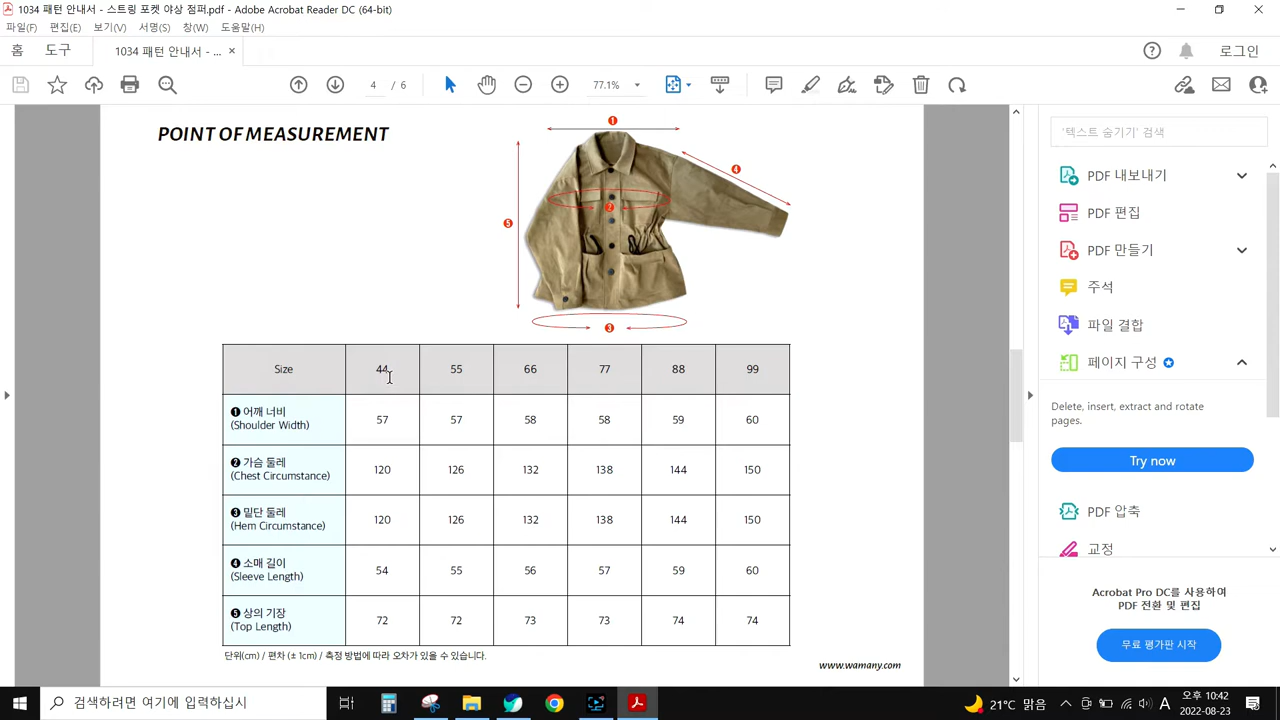 1034 패턴 안내서 - 스트링 포켓 야상 점퍼.pdf - Adobe Acrobat Reader DC (64-bit)
파일(F) 편집(E) 보기(V) 서명(S) 창(W) 도움말(H)
홈 도구 1034 패턴 안내서 - ... × 로그인
4 / 6 77.1%
POINT OF MEASUREMENT
1
4
2
5
3
Size 44 55 66 77 88 99
❶ 어깨 너비
(Shoulder Width) 57 57 58 58 59 60
❷ 가슴 둘레
(Chest Circumstance) 120 126 132 138 144 150
❸ 밑단 둘레
(Hem Circumstance) 120 126 132 138 144 150
❹ 소매 길이
(Sleeve Length) 54 55 56 57 59 60
❺ 상의 기장
(Top Length) 72 72 73 73 74 74
단위(cm) / 편차 (± 1cm) / 측정 방법에 따라 오차가 있을 수 있습니다.
www.wamany.com
'텍스트 숨기기' 검색
PDF 내보내기
PDF 편집
PDF 만들기
주석
파일 결합
페이지 구성
Delete, insert, extract and rotate
pages.
Try now
PDF 압축
교정
Acrobat Pro DC를 사용하여
PDF 전환 및 편집
무료 평가판 시작
검색하려면 여기에 입력하십시오
21°C 맑음
A
오후 10:42
2022-08-23